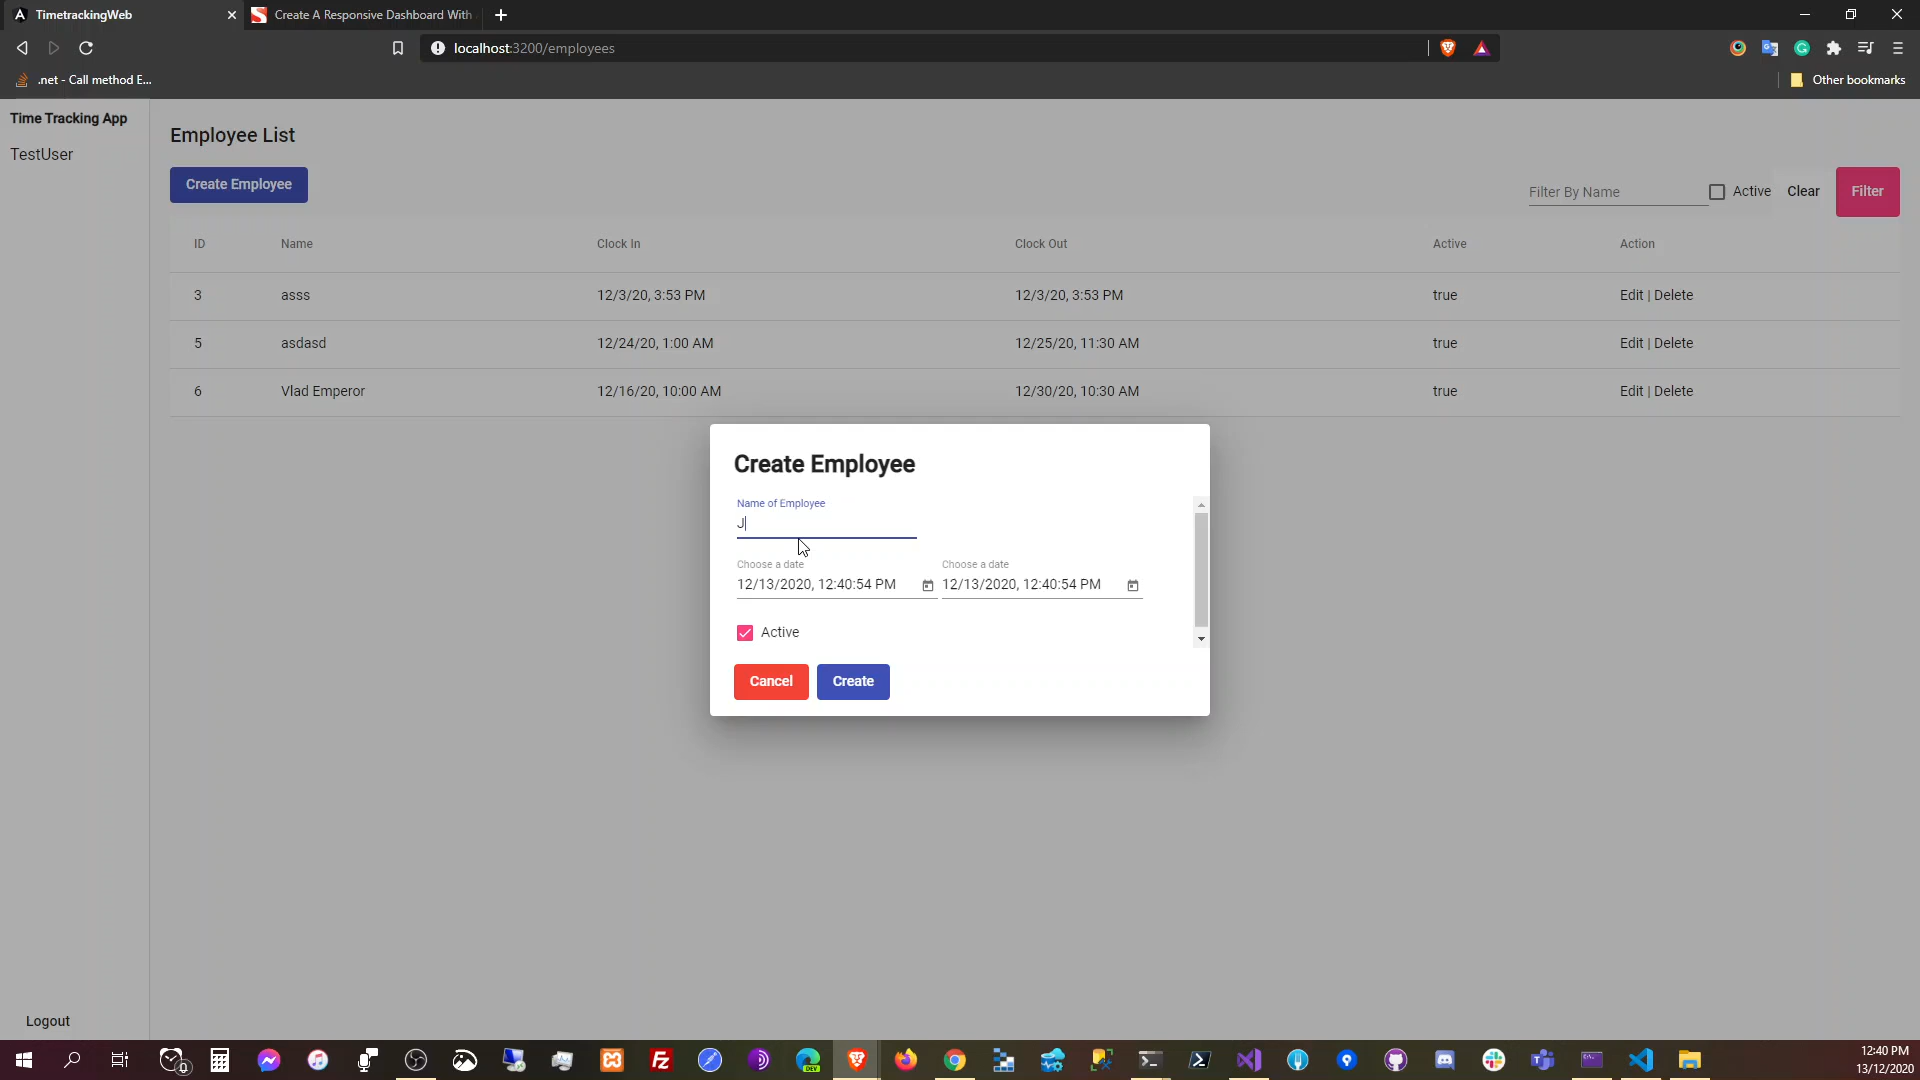 TimetrackingWeb
Create A Responsive Dashboard With
localhost:3200/employees
.net - Call method E...
Other bookmarks
Time Tracking App
TestUser
Employee List
Create Employee
Filter By Name
Active
Clear
Filter
ID Name Clock In Clock Out Active Action
3 asss 12/3/20, 3:53 PM 12/3/20, 3:53 PM true Edit | Delete
5 asdasd 12/24/20, 1:00 AM 12/25/20, 11:30 AM true Edit | Delete
6 Vlad Emperor 12/16/20, 10:00 AM 12/30/20, 10:30 AM true Edit | Delete
Create Employee
Name of Employee
J
Choose a date Choose a date
12/13/2020, 12:40:54 PM 12/13/2020, 12:40:54 PM
Active
Cancel Create
Logout
DEV
12:40 PM
13/12/2020